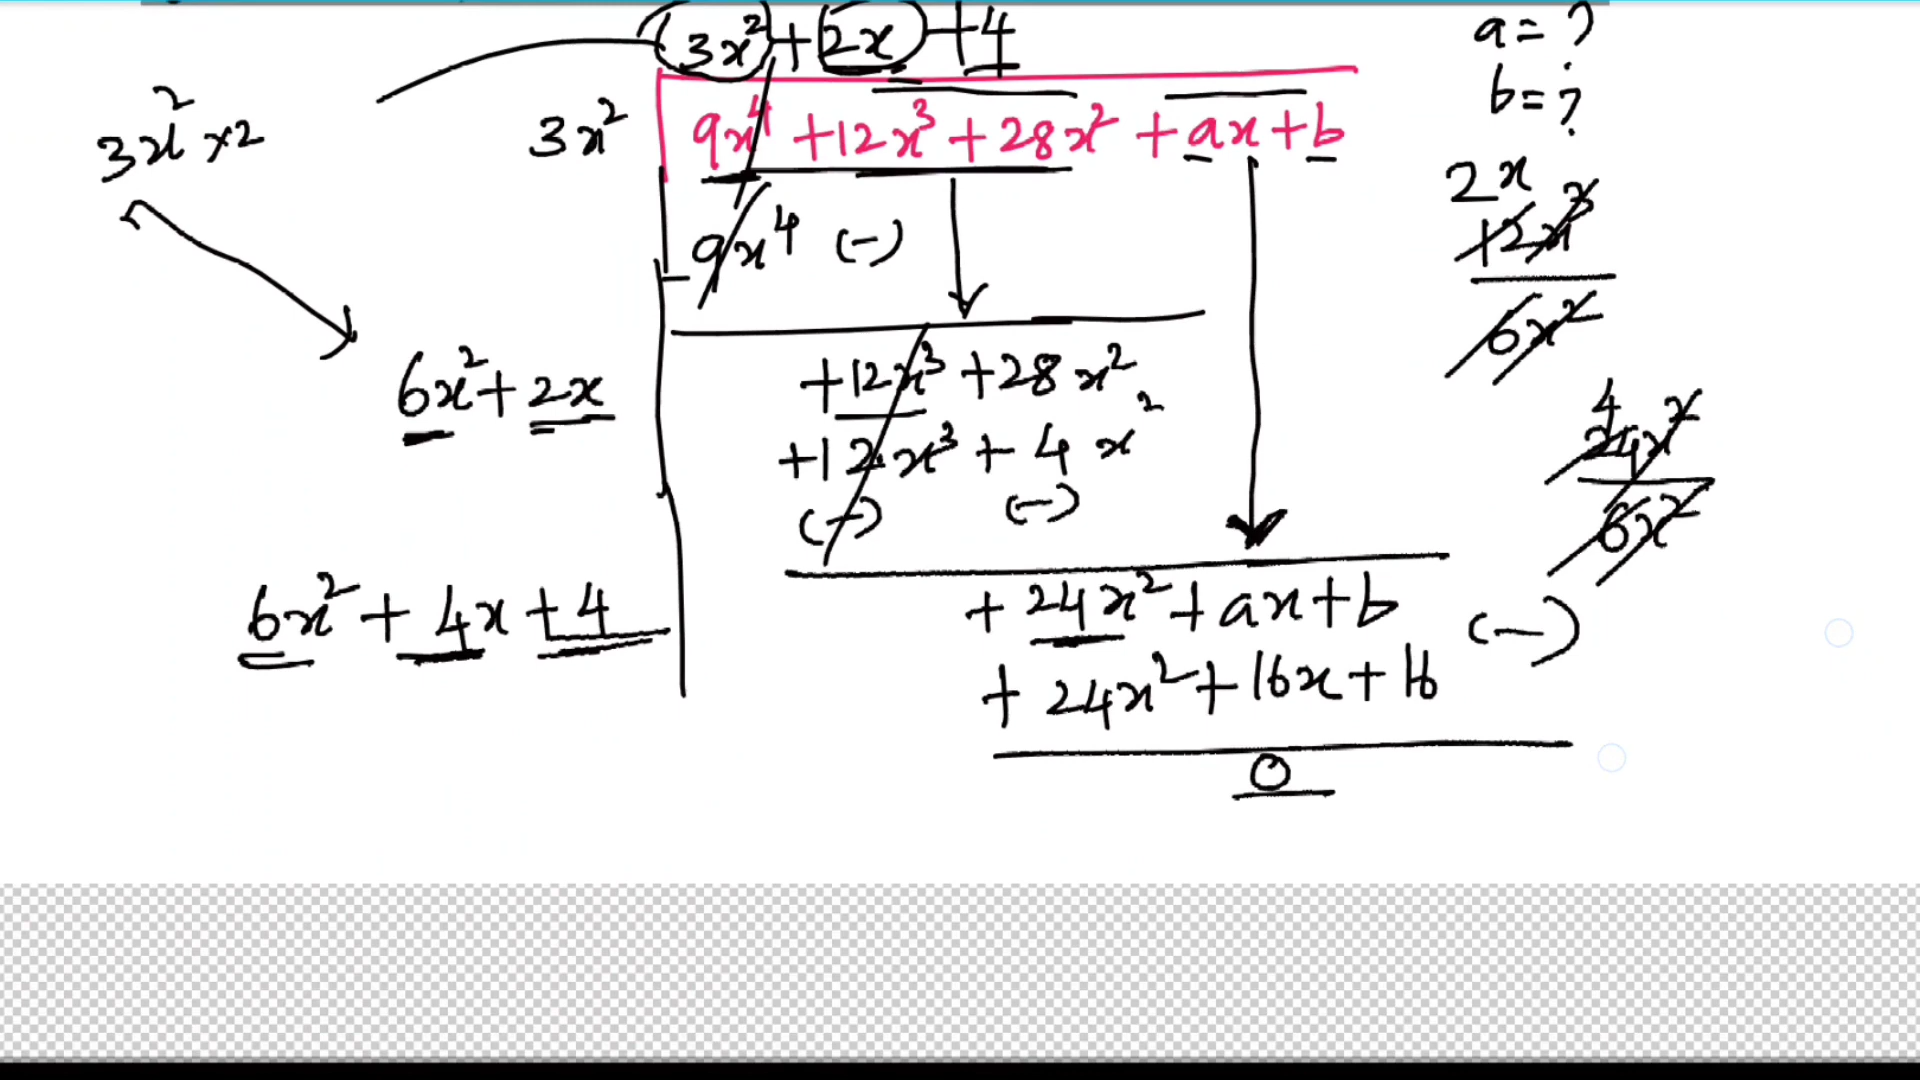 3x² + 2x + 4
a = ?
b = ?
3x² × 2
3x²
9x⁴ + 12x³ + 28x² + ax + b
9x⁴ (-)
2x
12x³
6x²
+12x³ + 28x²
6x² + 2x
+12x³ + 4x²
(-) (-)
4
24x²
6x²
+ 24x² + ax + b
(-)
6x² + 4x + 4
+ 24x² + 16x + 16
0